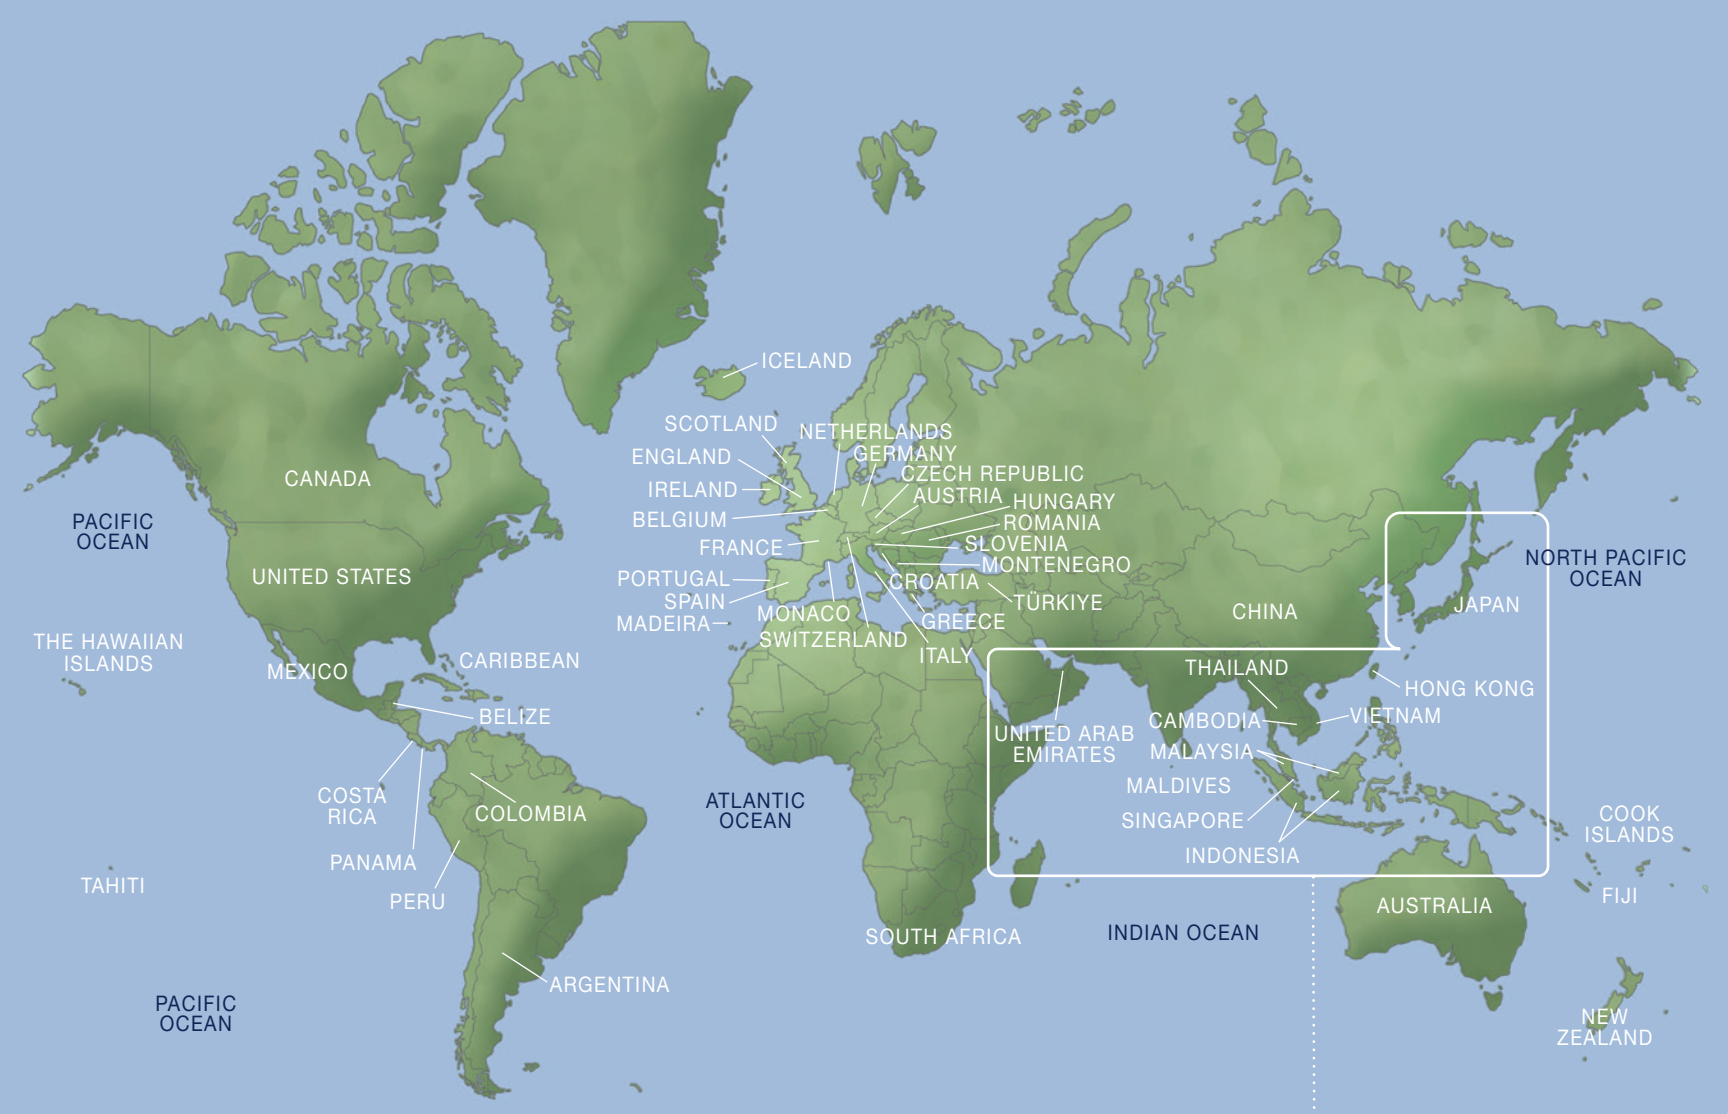 ICELAND
SCOTLAND
NETHERLANDS
ENGLAND
GERMANY
CZECH REPUBLIC
CANADA
IRELAND
AUSTRIA
HUNGARY
PACIFIC
OCEAN
BELGIUM
ROMANIA
FRANCE
SLOVENIA
NORTH PACIFIC
OCEAN
MONTENEGRO
UNITED STATES
PORTUGAL
CROATIA
SPAIN
MONACO
TÜRKIYE
CHINA
JAPAN
MADEIRA
GREECE
THE HAWAIIAN
ISLANDS
SWITZERLAND
ITALY
MEXICO
CARIBBEAN
THAILAND
HONG KONG
BELIZE
CAMBODIA
VIETNAM
UNITED ARAB
EMIRATES
MALAYSIA
MALDIVES
COSTA
RICA
COLOMBIA
ATLANTIC
OCEAN
SINGAPORE
COOK
ISLANDS
PANAMA
INDONESIA
TAHITI
PERU
FIJI
AUSTRALIA
SOUTH AFRICA
INDIAN OCEAN
ARGENTINA
PACIFIC
OCEAN
NEW
ZEALAND